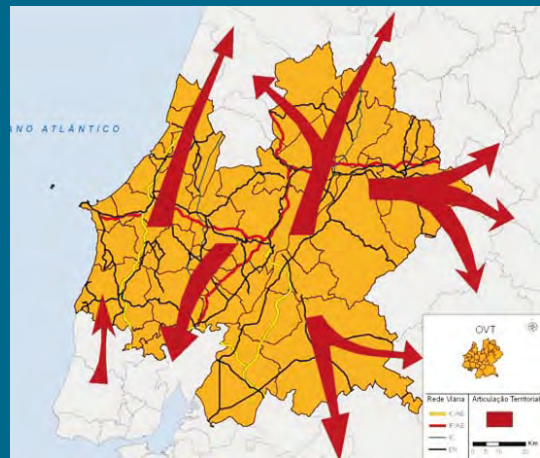 ANO ATLÂNTICO
OVT
Rede Viária
Articulação Territorial
IP/AE
IC
EN
Km